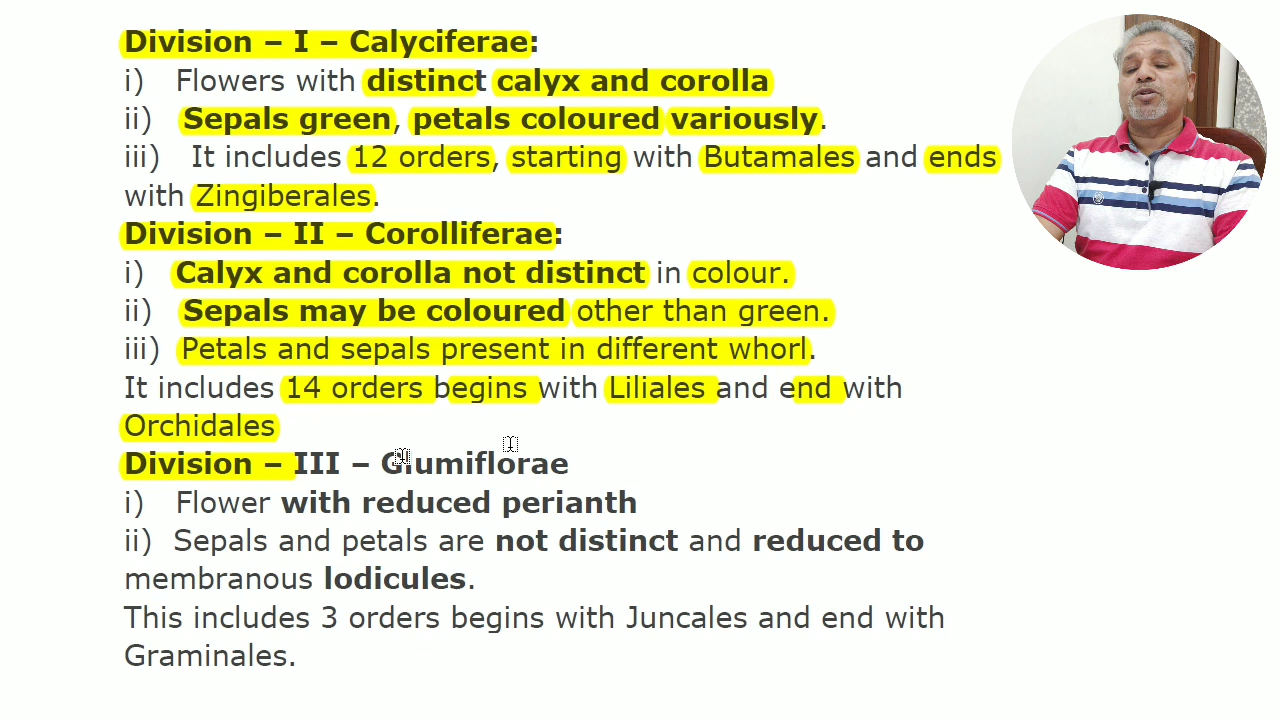 Division – I – Calyciferae:
i) Flowers with distinct calyx and corolla
ii) Sepals green, petals coloured variously.
iii) It includes 12 orders, starting with Butamales and ends
with Zingiberales.
Division – II – Corolliferae:
i) Calyx and corolla not distinct in colour.
ii) Sepals may be coloured other than green.
iii) Petals and sepals present in different whorl.
It includes 14 orders begins with Liliales and end with
Orchidales
Division – III – Glumiflorae
i) Flower with reduced perianth
ii) Sepals and petals are not distinct and reduced to
membranous lodicules.
This includes 3 orders begins with Juncales and end with
Graminales.